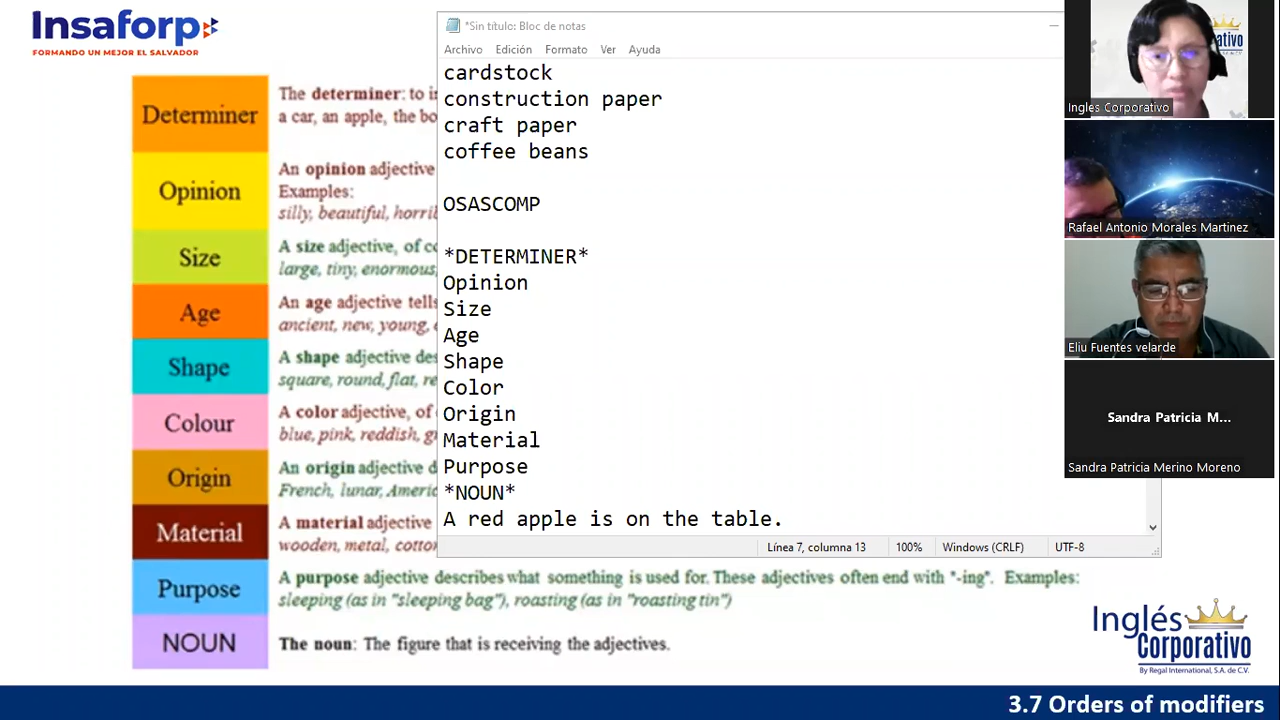 Insaforp
FORMANDO UN MEJOR EL SALVADOR
*Sin título: Bloc de notas
Archivo Edición Formato Ver Ayuda
cardstock
construction paper
craft paper
coffee beans
OSASCOMP
*DETERMINER*
Opinion
Size
Age
Shape
Color
Origin
Material
Purpose
*NOUN*
A red apple is on the table.
Línea 7, columna 13 100% Windows (CRLF) UTF-8
Determiner
The determiner: to
a car, an apple, the
Opinion
An opinion adjective
Examples:
silly, beautiful,
Size
A size adjective, of
large, tiny, enormous,
Age
An age adjective tells
ancient, new, young,
Shape
A shape adjective
square, round, flat,
Colour
A color adjective, of
blue, pink, reddish,
Origin
An origin adjective
French, lunar,
Material
A material adjective
wooden, metal,
Purpose
A purpose adjective describes what something is used for. These adjectives often end with "-ing". Examples:
sleeping (as in "sleeping bag"), roasting (as in "roasting tin")
NOUN
The noun: The figure that is receiving the adjectives.
Ingles Corporativo
Rafael Antonio Morales Martinez
Eliu Fuentes velarde
Sandra Patricia M...
Sandra Patricia Merino Moreno
Inglés
Corporativo
By Regal International, S.A. de C.V.
3.7 Orders of modifiers